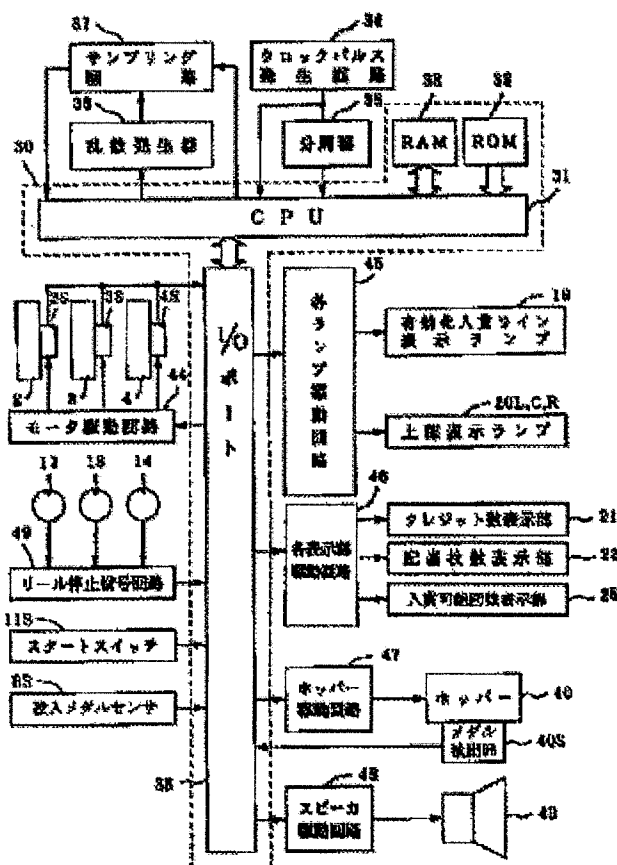 37
サンプリング
回路
34
クロックパルス
発生回路
36
乱数発生器
35
分周器
RAM
ROM
30
31
CPU
I/Oポート
2S
3S
4S
2
3
4
44
モータ駆動回路
12
13
14
リール停止信号回路
11S
スタートスイッチ
投入メダルセンサ
45
各ランプ駆動回路
有効化入賞ライン
表示ランプ
20L,C,R
上部表示ランプ
46
各表示部
駆動回路
クレジット数表示部
21
配当枚数表示部
入賞可能回数表示部
25
47
ホッパー
駆動回路
ホッパー
40
メダル
検出部
40S
スピーカ
駆動回路